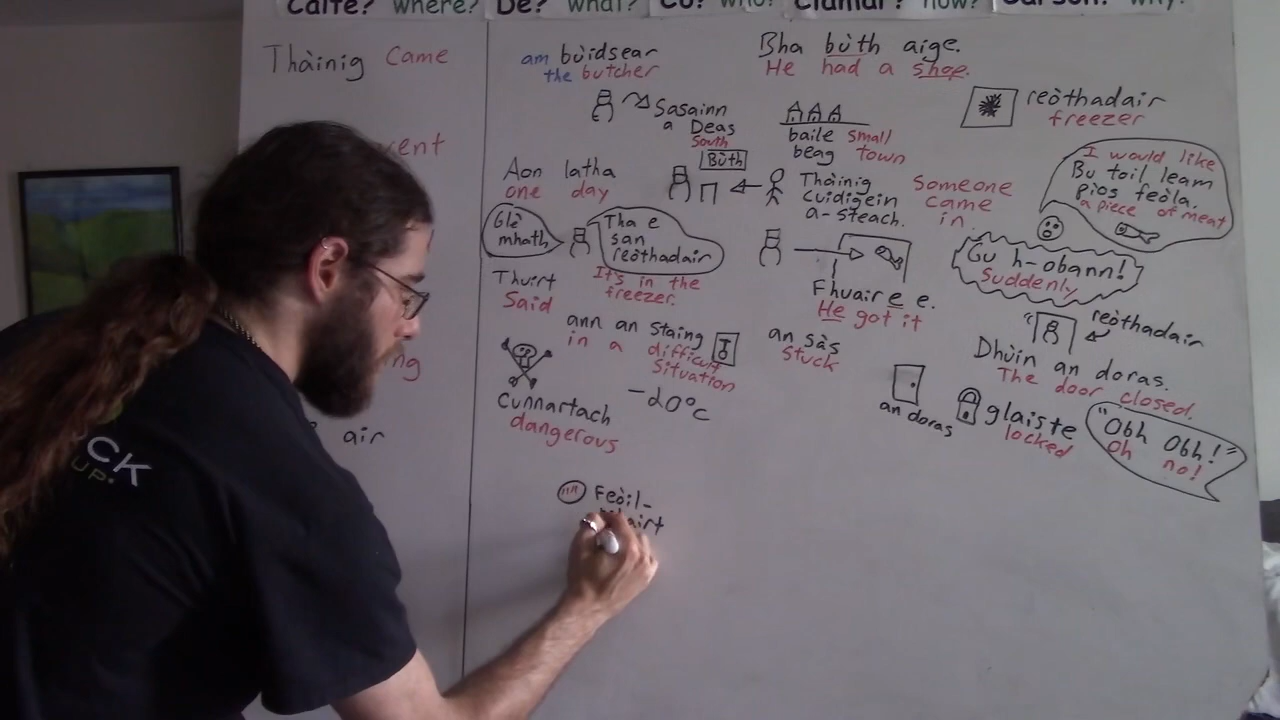 Càite? where? Dè? what? Cò? who? Ciamar? how? Carson? why?
Thàinig Came
went
ng
air
am bùidsear
the butcher
Bha bùth aige.
He had a shop.
Sasainn
a Deas
South
baile small
beag town
reòthadair
freezer
Aon latha
one day
Bùth
Thàinig
cuidigein
a-steach.
Someone
came
in.
I would like
Bu toil leam
pìos feòla.
a piece of meat
Glè
mhath
Tha e
san
reòthadair
It's in the
freezer.
Thuirt
Said
Fhuair e e.
He got it
Gu h-obann!
Suddenly
reòthadair
Dhùin an doras.
The door closed.
ann an staing
in a difficult
situation
an sàs
stuck
an doras
glaiste
locked
"Obh Obh!"
Oh no!
Cunnartach
dangerous
-20°C
Feòil-
CK
UP.